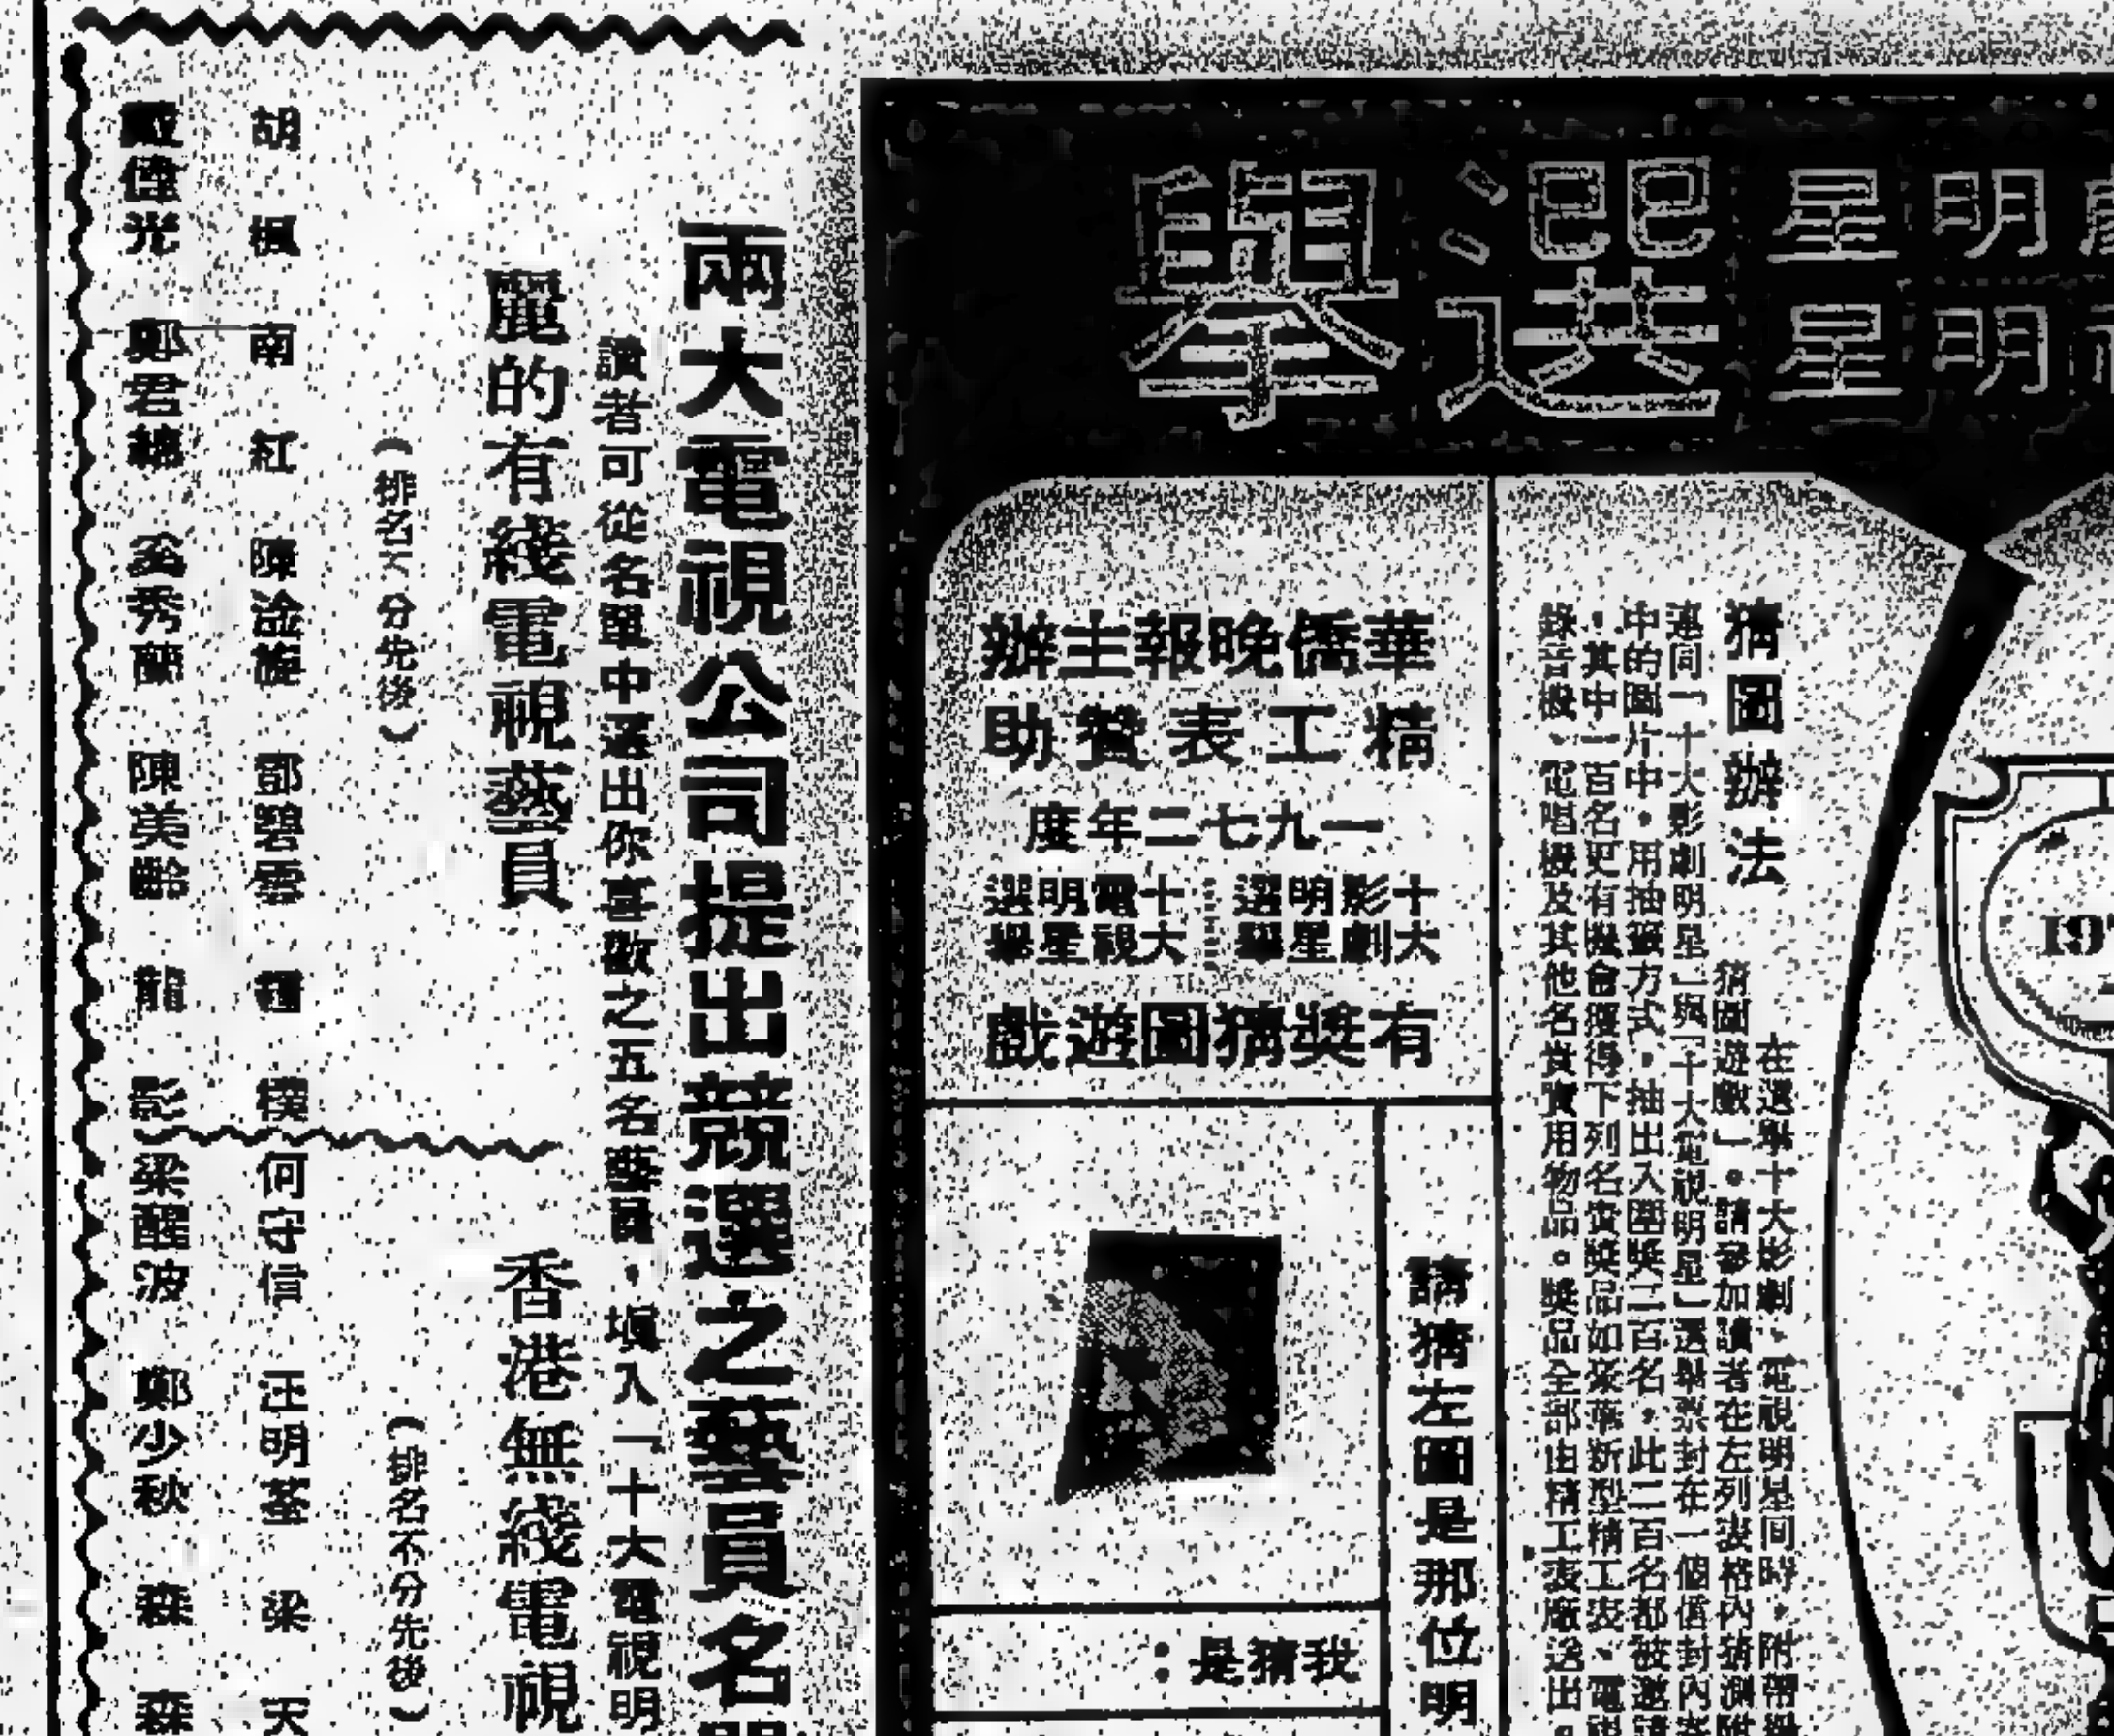 明星選舉
明星
猜圖辦法
在選舉十大影劇、電視明星同時，附帶舉
「猜圖遊戲」。請參加讀者在左列表格內猜測附
連同「十大影劇明星」與「十大電視明星」選舉票封在一個信封內寄
中的圖片中，用抽籤方式，抽出入圍獎二百名，此二百名都被邀請
，其中一百名更有機會獲得下列名貴獎品如豪華新型精工表、電視
錄音機、電唱機及其他名貴實用物品。獎品全部由精工表廠送出。
197
華僑晚報主辦
精工表贊助
一九七二年度
十大影劇明星選舉
十大電視明星選舉
有獎猜圖遊戲
請猜左圖是那位明
我猜是：
兩大電視公司提出競選之藝員名單
讀者可從名單中選出你喜歡之五名藝員，填入「十大電視明
麗的有綫電視藝員
（排名不分先後）
胡楓 南紅 陳淦旋 鄧碧雲
嚴偉光 鄭君綿 翁秀蘭 陳美齡 龍彭
香港無綫電視
（排名不分先後）
何守信 汪明荃 梁天
梁醒波 鄭少秋 森森